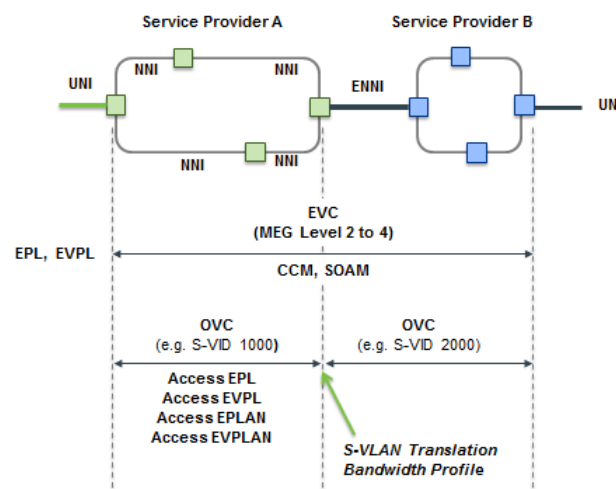 Service Provider A
Service Provider B
UNI
NNI
NNI
ENNI
UN
NNI
NNI
EVC
(MEG Level 2 to 4)
EPL, EVPL
CCM, SOAM
OVC
(e.g. S-VID 1000)
OVC
(e.g. S-VID 2000)
Access EPL
Access EVPL
Access EPLAN
Access EVPLAN
S-VLAN Translation
Bandwidth Profile